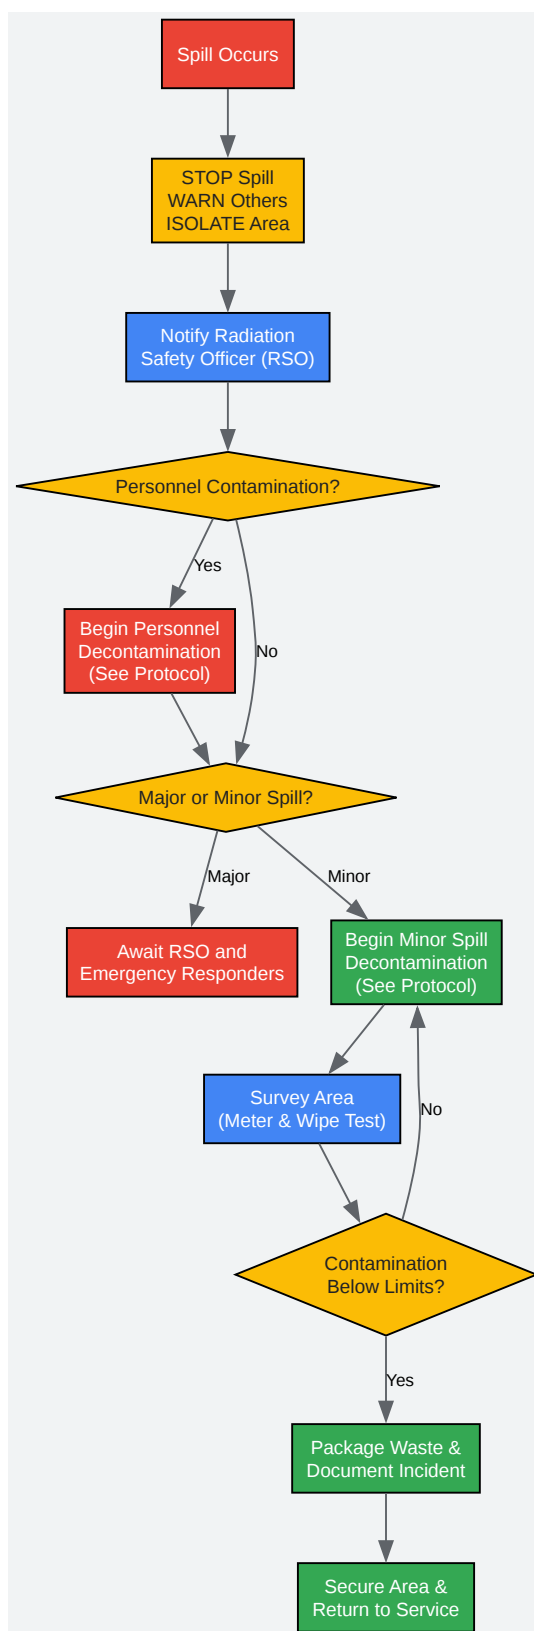 Spill Occurs
STOP Spill
WARN Others
ISOLATE Area
Notify Radiation
Safety Officer (RSO)
Personnel Contamination?
Yes
Begin Personnel
Decontamination
(See Protocol)
No
Major or Minor Spill?
Major
Minor
Await RSO and
Emergency Responders
Begin Minor Spill
Decontamination
(See Protocol)
Survey Area
(Meter & Wipe Test)
No
Contamination
Below Limits?
Yes
Package Waste &
Document Incident
Secure Area &
Return to Service